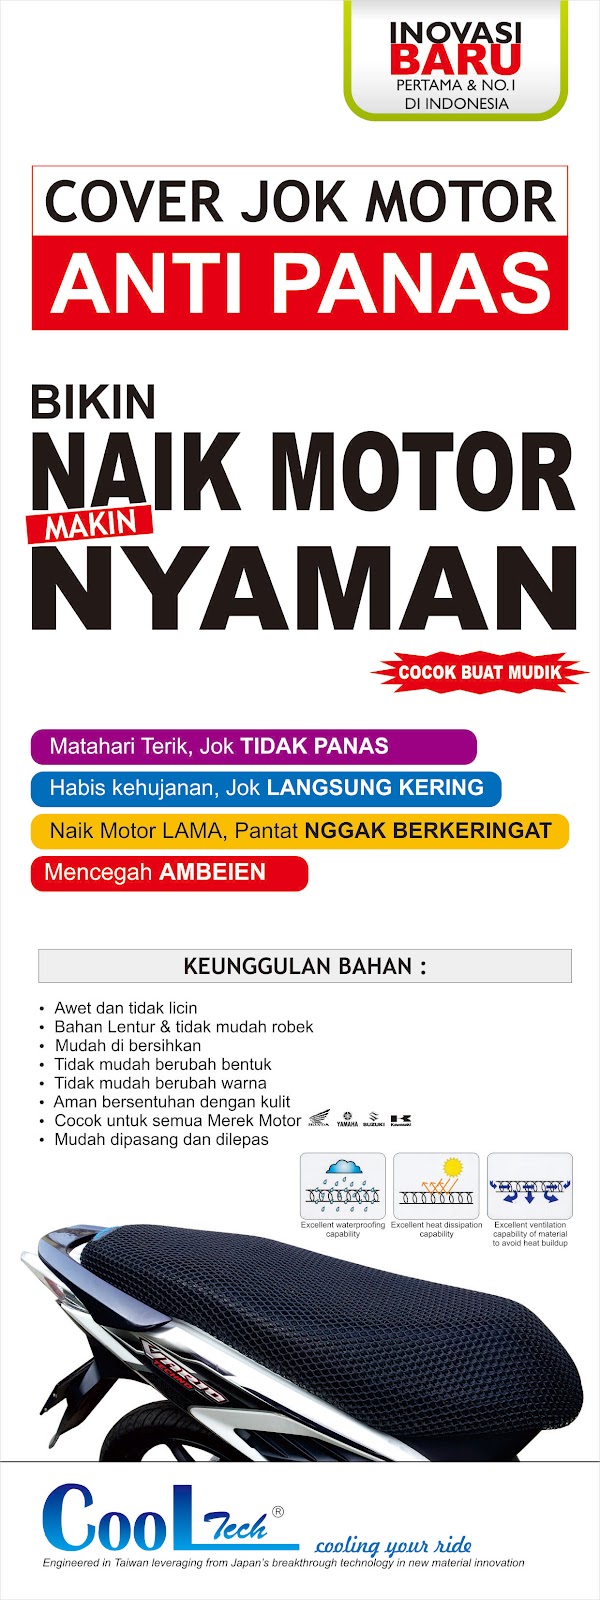 INOVASI
BARU
PERTAMA & NO.1
DI INDONESIA
COVER JOK MOTOR
ANTI PANAS
BIKIN
NAIK MOTOR
MAKIN
NYAMAN
COCOK BUAT MUDIK
Matahari Terik, Jok TIDAK PANAS
Habis kehujanan, Jok LANGSUNG KERING
Naik Motor LAMA, Pantat NGGAK BERKERINGAT
Mencegah AMBEIEN
KEUNGGULAN BAHAN :
• Awet dan tidak licin
• Bahan Lentur & tidak mudah robek
• Mudah di bersihkan
• Tidak mudah berubah bentuk
• Tidak mudah berubah warna
• Aman bersentuhan dengan kulit
• Cocok untuk semua Merek Motor HONDA YAMAHA SUZUKI Kawasaki
• Mudah dipasang dan dilepas
Excellent waterproofing
capability
Excellent heat dissipation
capability
Excellent ventilation
capability of material
to avoid heat buildup
VARIO
TECHNO
CooL Tech ®
cooling your ride
Engineered in Taiwan leveraging from Japan's breakthrough technology in new material innovation